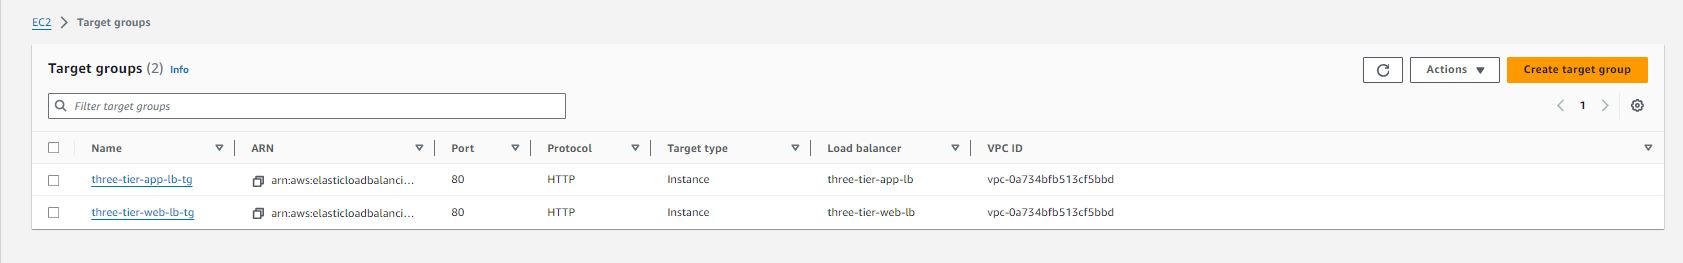 EC2 > Target groups
Target groups (2) Info
Actions Create target group
Filter target groups
1
Name ARN Port Protocol Target type Load balancer VPC ID
three-tier-app-lb-tg arn:aws:elasticloadbalanci... 80 HTTP Instance three-tier-app-lb vpc-0a734bfb513cf5bbd
three-tier-web-lb-tg arn:aws:elasticloadbalanci... 80 HTTP Instance three-tier-web-lb vpc-0a734bfb513cf5bbd